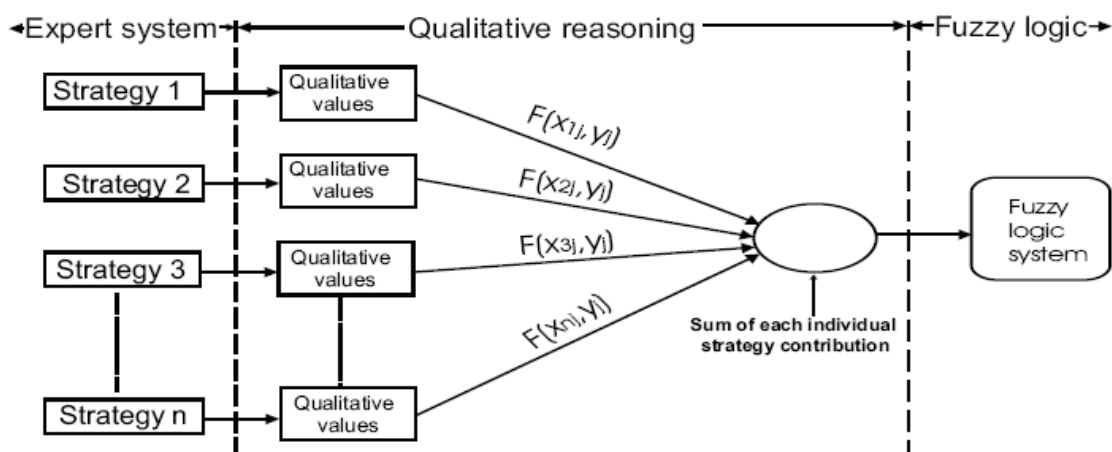 Expert system
Qualitative reasoning
Fuzzy logic
Strategy 1
Qualitative
values
F(x1j,yj)
Strategy 2
Qualitative
values
F(x2j,yj)
Strategy 3
Qualitative
values
F(x3j,yj)
Fuzzy
logic
system
F(xnj,yj)
Sum of each individual
strategy contribution
Strategy n
Qualitative
values